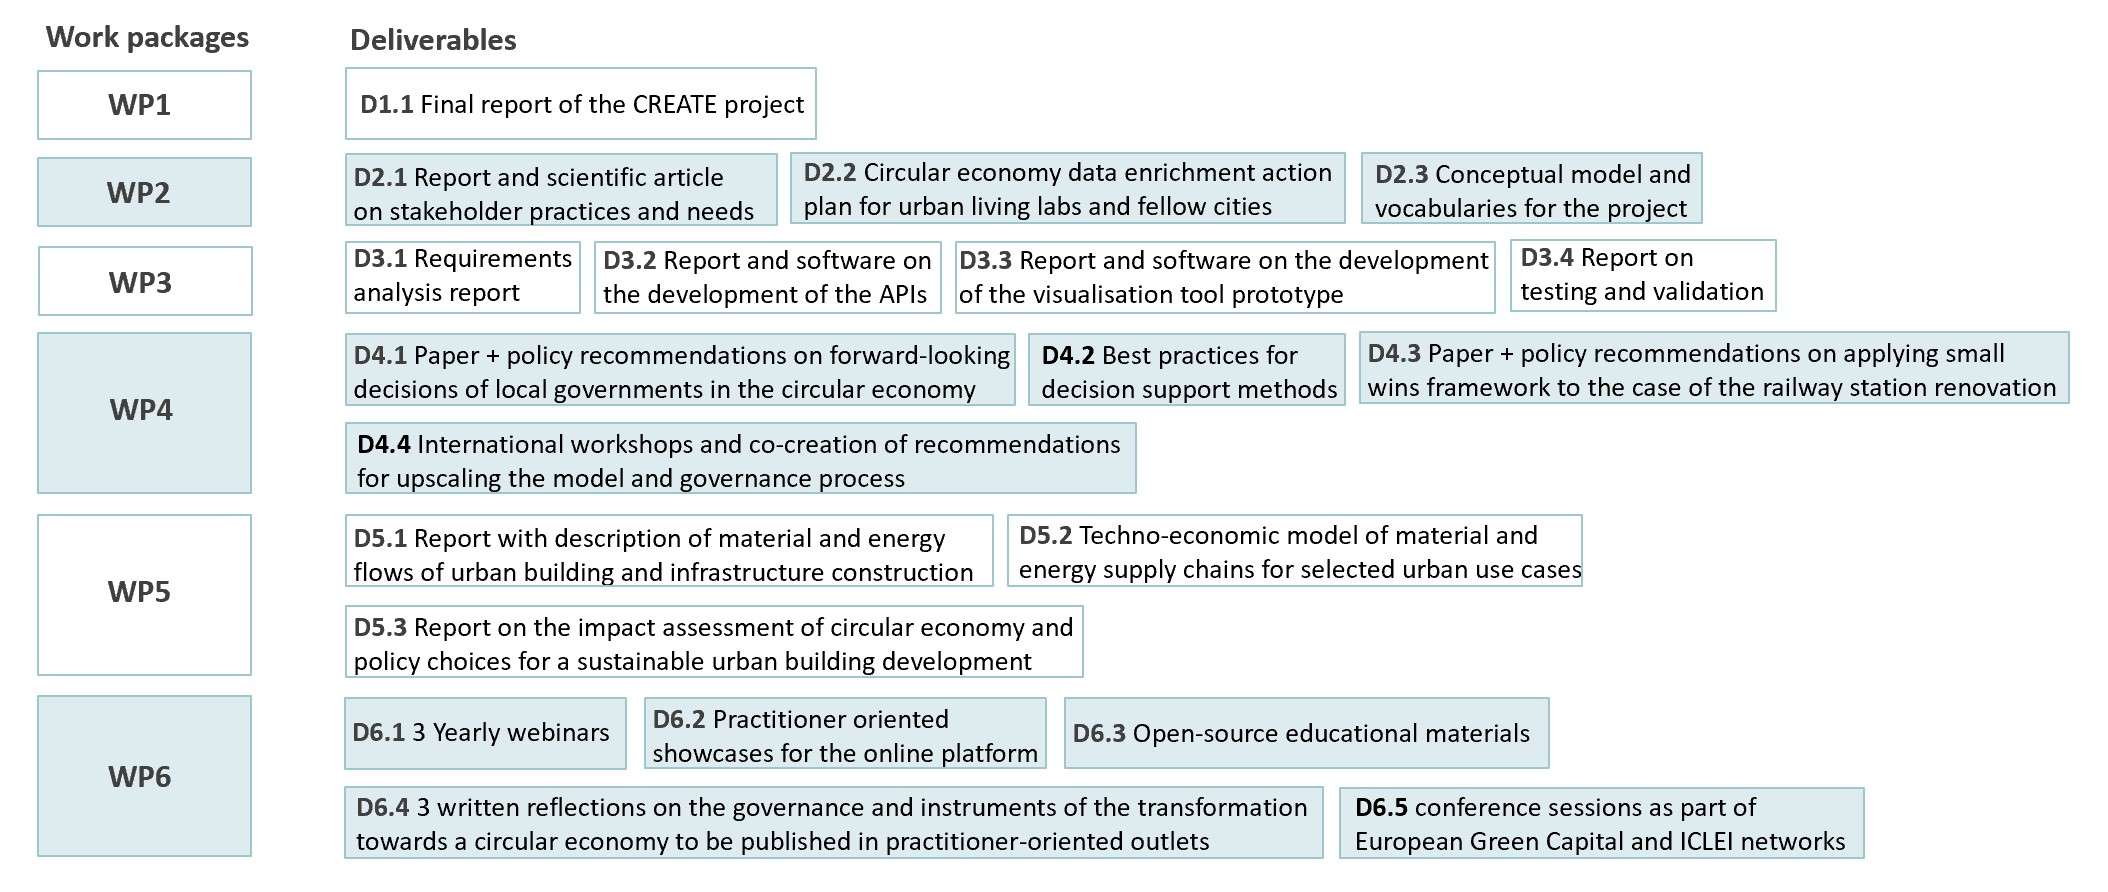 Work packages
Deliverables
WP1
D1.1 Final report of the CREATE project
WP2
D2.1 Report and scientific article
on stakeholder practices and needs
D2.2 Circular economy data enrichment action
plan for urban living labs and fellow cities
D2.3 Conceptual model and
vocabularies for the project
WP3
D3.1 Requirements
analysis report
D3.2 Report and software on
the development of the APIs
D3.3 Report and software on the development
of the visualisation tool prototype
D3.4 Report on
testing and validation
WP4
D4.1 Paper + policy recommendations on forward-looking
decisions of local governments in the circular economy
D4.2 Best practices for
decision support methods
D4.3 Paper + policy recommendations on applying small
wins framework to the case of the railway station renovation
D4.4 International workshops and co-creation of recommendations
for upscaling the model and governance process
WP5
D5.1 Report with description of material and energy
flows of urban building and infrastructure construction
D5.2 Techno-economic model of material and
energy supply chains for selected urban use cases
D5.3 Report on the impact assessment of circular economy and
policy choices for a sustainable urban building development
WP6
D6.1 3 Yearly webinars
D6.2 Practitioner oriented
showcases for the online platform
D6.3 Open-source educational materials
D6.4 3 written reflections on the governance and instruments of the transformation
towards a circular economy to be published in practitioner-oriented outlets
D6.5 conference sessions as part of
European Green Capital and ICLEI networks